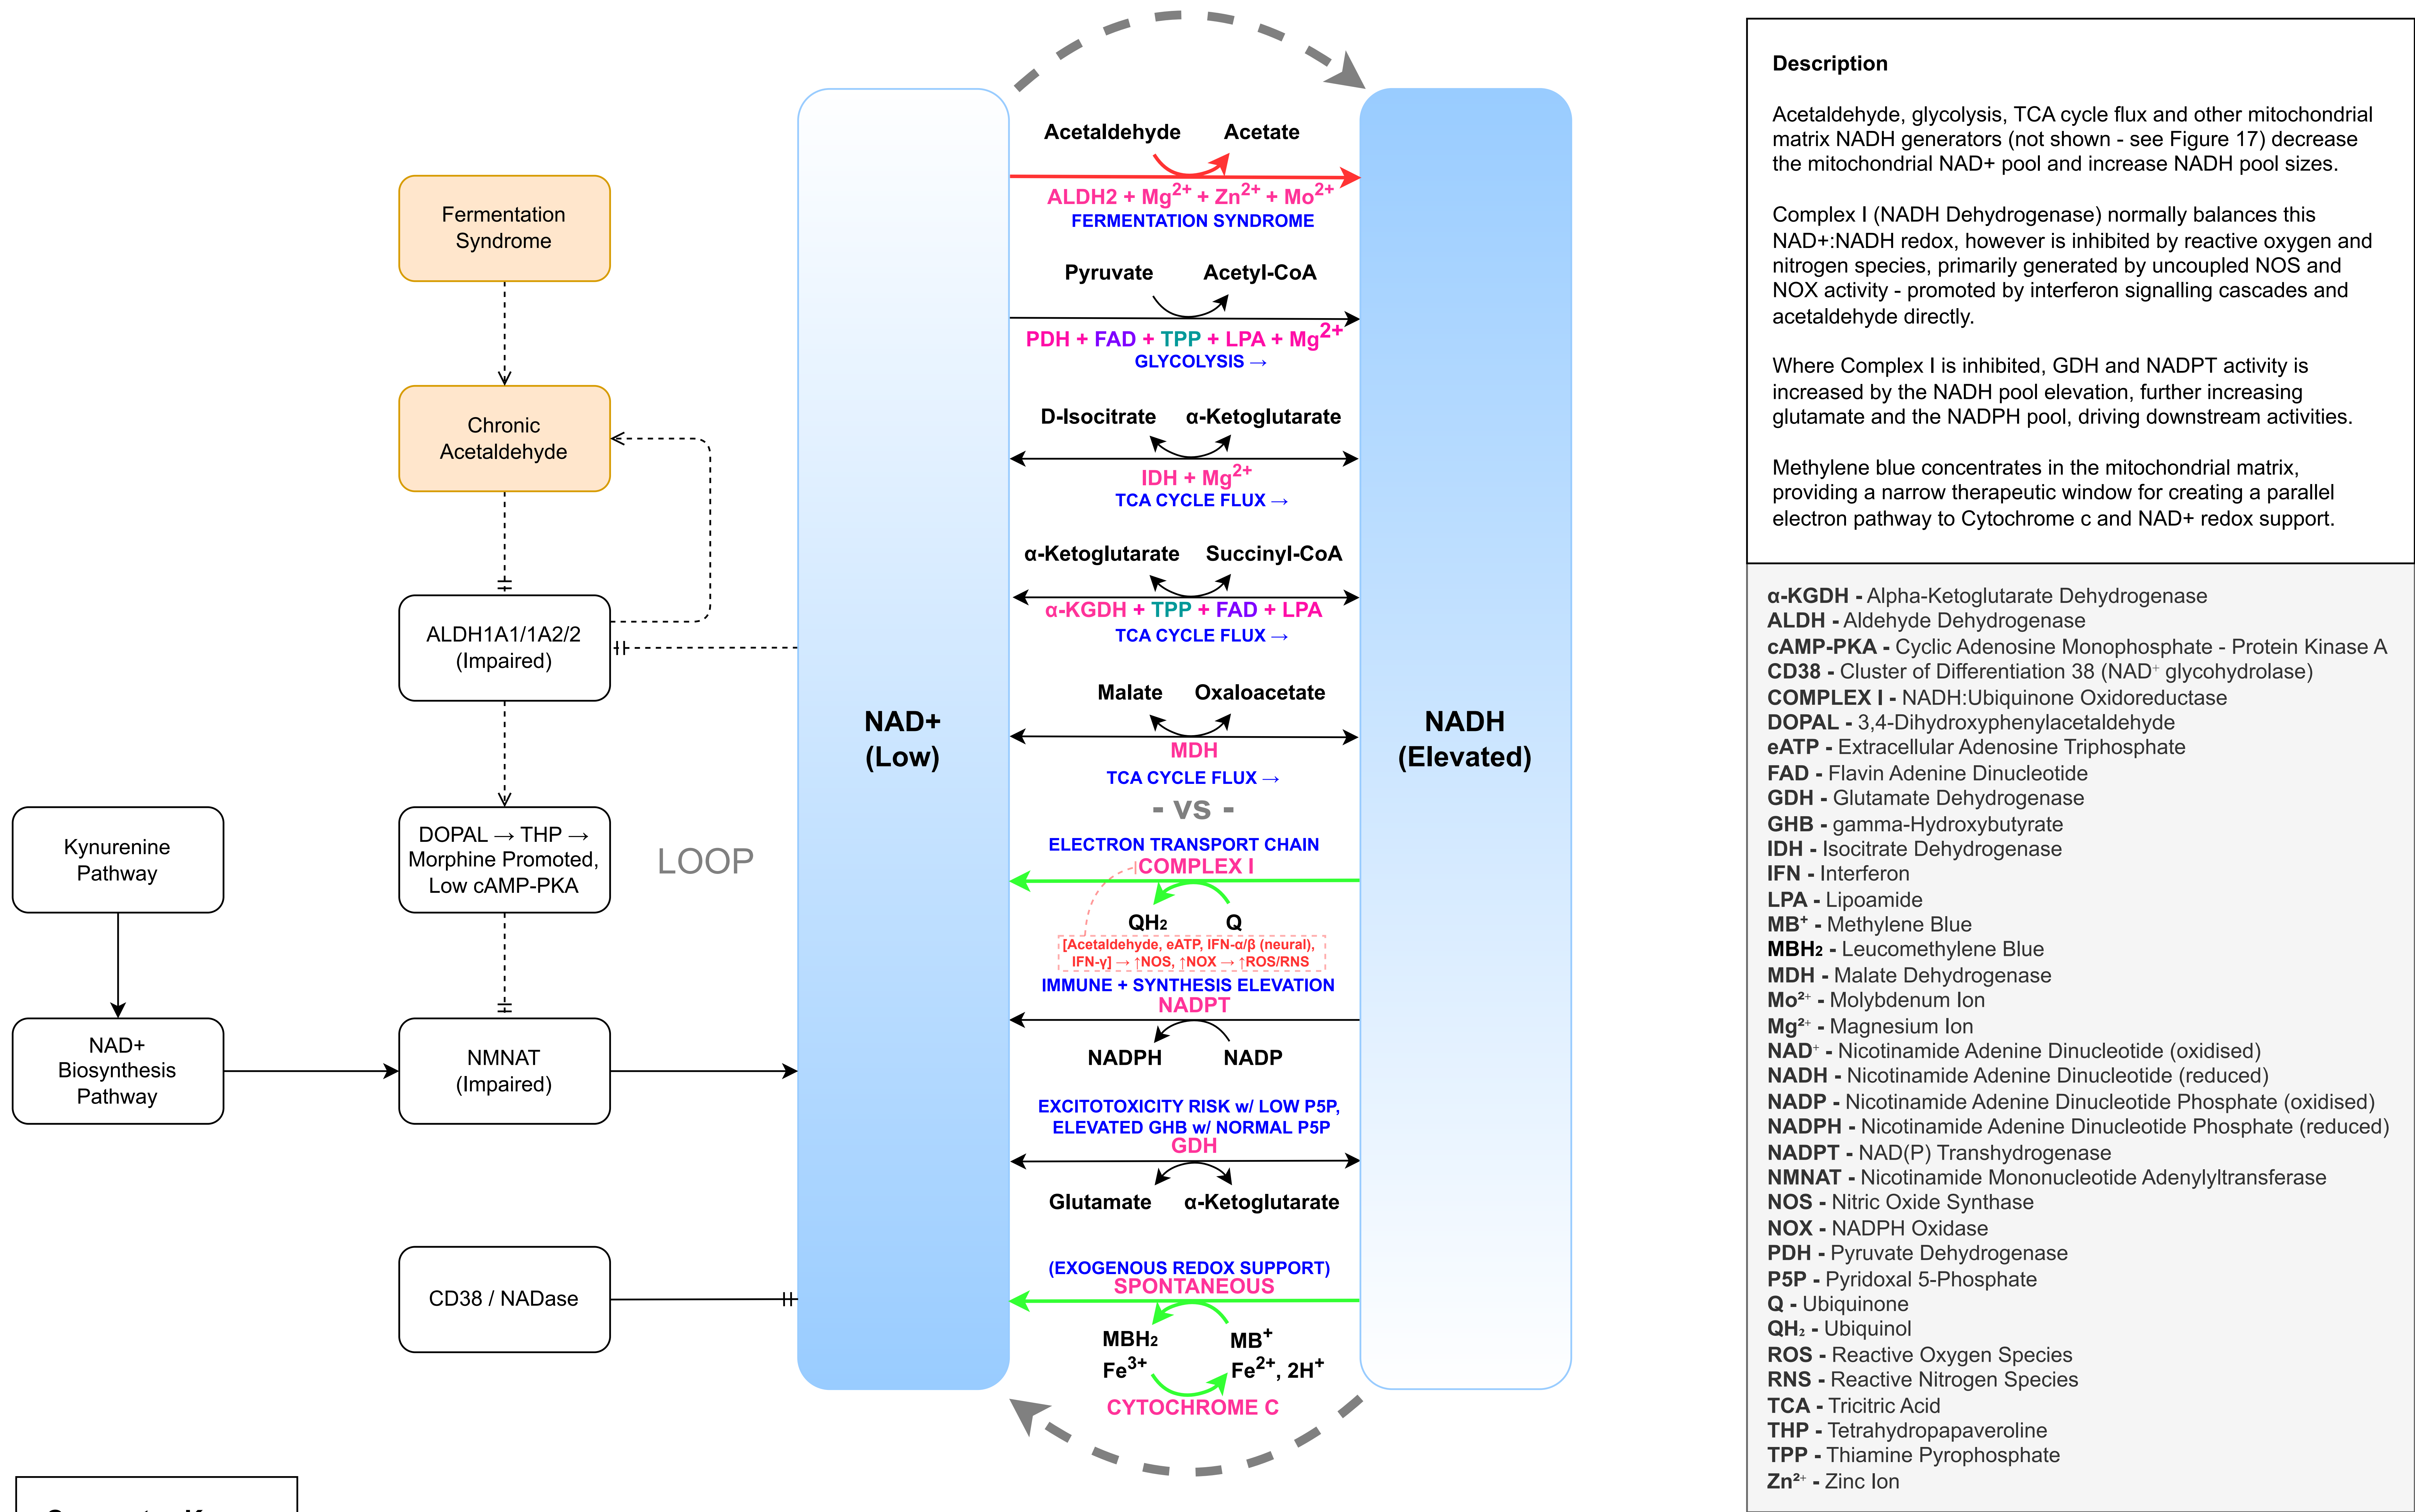 Fermentation
Syndrome
Chronic
Acetaldehyde
ALDH1A1/1A2/2
(Impaired)
DOPAL → THP →
Morphine Promoted,
Low cAMP-PKA
LOOP
Kynurenine
Pathway
NAD+
Biosynthesis
Pathway
NMNAT
(Impaired)
CD38 / NADase
NAD+
(Low)
Acetaldehyde Acetate
ALDH2 + Mg2+ + Zn2+ + Mo2+
FERMENTATION SYNDROME
Pyruvate Acetyl-CoA
PDH + FAD + TPP + LPA + Mg2+
GLYCOLYSIS →
D-Isocitrate α-Ketoglutarate
IDH + Mg2+
TCA CYCLE FLUX →
α-Ketoglutarate Succinyl-CoA
α-KGDH + TPP + FAD + LPA
TCA CYCLE FLUX →
Malate Oxaloacetate
MDH
TCA CYCLE FLUX →
- vs -
ELECTRON TRANSPORT CHAIN
COMPLEX I
QH2 Q
[Acetaldehyde, eATP, IFN-α/β (neural),
IFN-γ] → ↑NOS, ↑NOX → ↑ROS/RNS
IMMUNE + SYNTHESIS ELEVATION
NADPT
NADPH NADP
EXCITOTOXICITY RISK w/ LOW P5P,
ELEVATED GHB w/ NORMAL P5P
GDH
Glutamate α-Ketoglutarate
(EXOGENOUS REDOX SUPPORT)
SPONTANEOUS
MBH2 MB+
Fe3+ Fe2+, 2H+
CYTOCHROME C
NADH
(Elevated)
Description
Acetaldehyde, glycolysis, TCA cycle flux and other mitochondrial
matrix NADH generators (not shown - see Figure 17) decrease
the mitochondrial NAD+ pool and increase NADH pool sizes.
Complex I (NADH Dehydrogenase) normally balances this
NAD+:NADH redox, however is inhibited by reactive oxygen and
nitrogen species, primarily generated by uncoupled NOS and
NOX activity - promoted by interferon signalling cascades and
acetaldehyde directly.
Where Complex I is inhibited, GDH and NADPT activity is
increased by the NADH pool elevation, further increasing
glutamate and the NADPH pool, driving downstream activities.
Methylene blue concentrates in the mitochondrial matrix,
providing a narrow therapeutic window for creating a parallel
electron pathway to Cytochrome c and NAD+ redox support.
α-KGDH - Alpha-Ketoglutarate Dehydrogenase
ALDH - Aldehyde Dehydrogenase
cAMP-PKA - Cyclic Adenosine Monophosphate - Protein Kinase A
CD38 - Cluster of Differentiation 38 (NAD+ glycohydrolase)
COMPLEX I - NADH:Ubiquinone Oxidoreductase
DOPAL - 3,4-Dihydroxyphenylacetaldehyde
eATP - Extracellular Adenosine Triphosphate
FAD - Flavin Adenine Dinucleotide
GDH - Glutamate Dehydrogenase
GHB - gamma-Hydroxybutyrate
IDH - Isocitrate Dehydrogenase
IFN - Interferon
LPA - Lipoamide
MB+ - Methylene Blue
MBH2 - Leucomethylene Blue
MDH - Malate Dehydrogenase
Mo²+ - Molybdenum Ion
Mg²+ - Magnesium Ion
NAD+ - Nicotinamide Adenine Dinucleotide (oxidised)
NADH - Nicotinamide Adenine Dinucleotide (reduced)
NADP - Nicotinamide Adenine Dinucleotide Phosphate (oxidised)
NADPH - Nicotinamide Adenine Dinucleotide Phosphate (reduced)
NADPT - NAD(P) Transhydrogenase
NMNAT - Nicotinamide Mononucleotide Adenylyltransferase
NOS - Nitric Oxide Synthase
NOX - NADPH Oxidase
PDH - Pyruvate Dehydrogenase
P5P - Pyridoxal 5-Phosphate
Q - Ubiquinone
QH₂ - Ubiquinol
ROS - Reactive Oxygen Species
RNS - Reactive Nitrogen Species
TCA - Tricitric Acid
THP - Tetrahydropapaveroline
TPP - Thiamine Pyrophosphate
Zn²+ - Zinc Ion